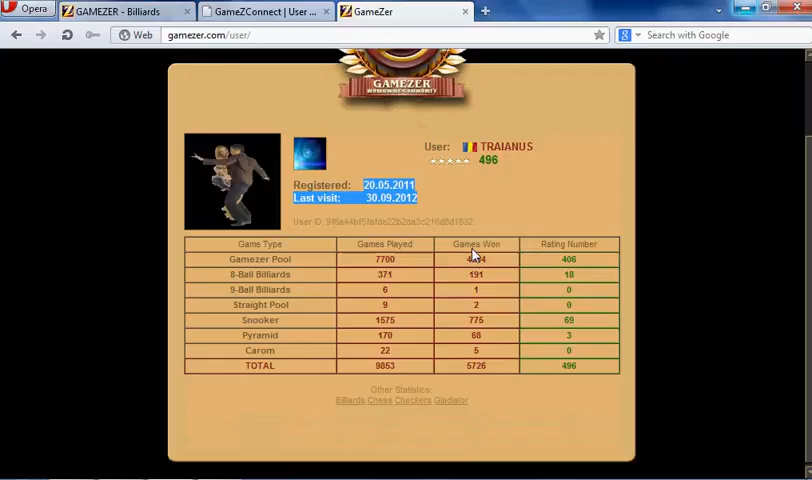 Opera
GAMEZER - Billiards
GameZConnect | User ...
GameZer
Web
gamezer.com/user/
Search with Google
GAMEZER
WORLDWIDE COMMUNITY
User: TRAIANUS
496
Registered: 20.05.2011
Last visit: 30.09.2012
Game Type Games Played Games Won Rating Number
Gamezer Pool 7700 406
8-Ball Billiards 371 191 18
9-Ball Billiards 6 1 0
Straight Pool 9 2 0
Snooker 1575 775 69
Pyramid 170 68 3
Carom 22 5 0
TOTAL 9853 5726 496
Other Statistics:
Billiards Chess Checkers Gladiator